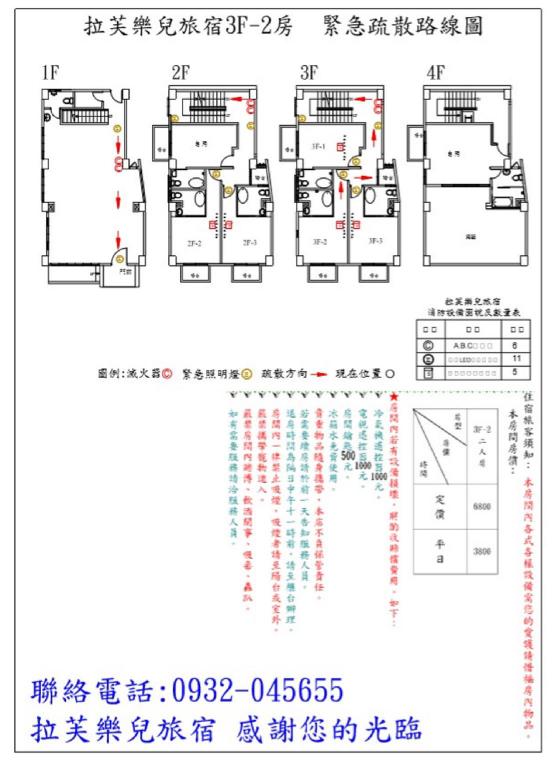 拉芙樂兒旅宿3F-2房 緊急疏散路線圖
1F 2F 3F 4F
3F-1
2F-2 2F-3 3F-2 3F-3
門廳
拉芙樂兒旅宿
消防設備圖說及數量表
A.B.C□□□ 6
□□LED□□□□ 11
□□□□□□□ 5
圖例:滅火器Ⓒ 緊急照明燈Ⓔ 疏散方向→ 現在位置○
住宿旅客須知：本房間內各式各樣設備需您的愛護請惜福房內物品。
本房間房價：
房型 房價 時間
3F-2 二人房
定價 6800
平日 3800
★房間內若有設備損壞，將酌收賠償費用，如下：
冷氣機遙控器1000元。
電視遙控器1000元。
房間鑰匙500元。
冰箱水免費使用。
貴重物品隨身攜帶，本店不負保管責任。
若需要續房請於前一天告知服務人員。
退房時間為隔日中午十一時前，請至櫃台辦理。
房間內一律禁止吸煙，吸煙者請至陽台或室外。
嚴禁攜帶寵物進入。
嚴禁房間內賭博、飲酒鬧事、吸毒、轟趴。
如有需要服務請洽服務人員。
聯絡電話:0932-045655
拉芙樂兒旅宿 感謝您的光臨